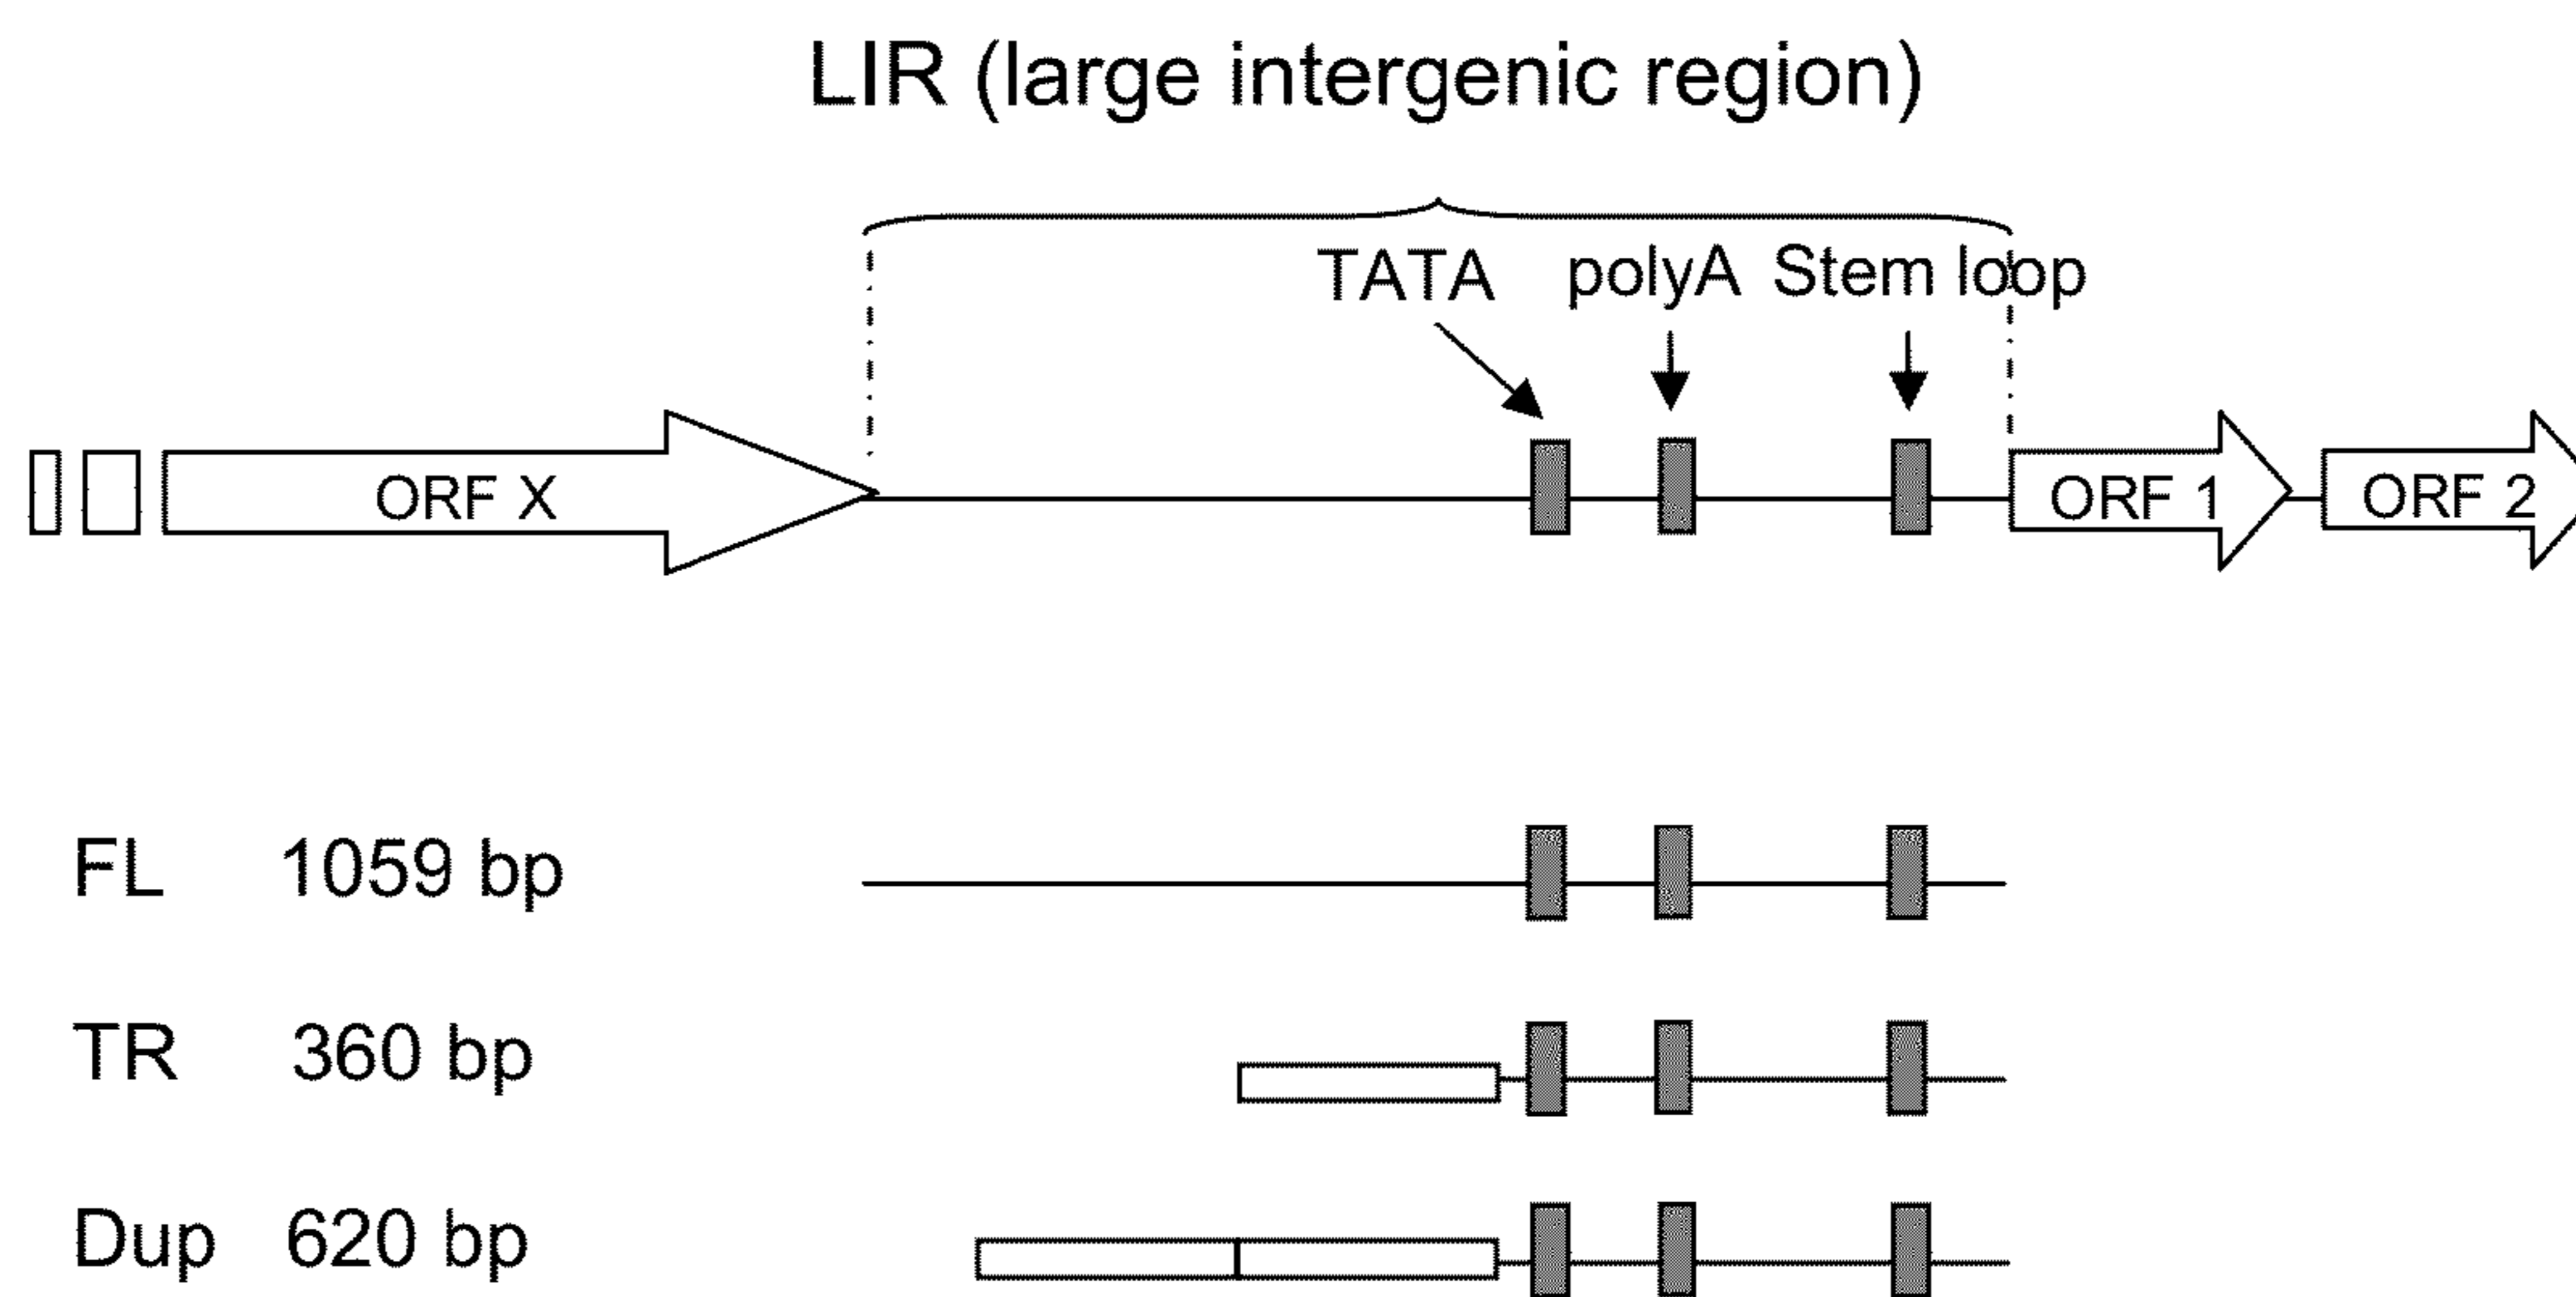 LIR (large intergenic region)
TATA polyA Stem loop
ORF X ORF 1 ORF 2
FL 1059 bp
TR 360 bp
Dup 620 bp